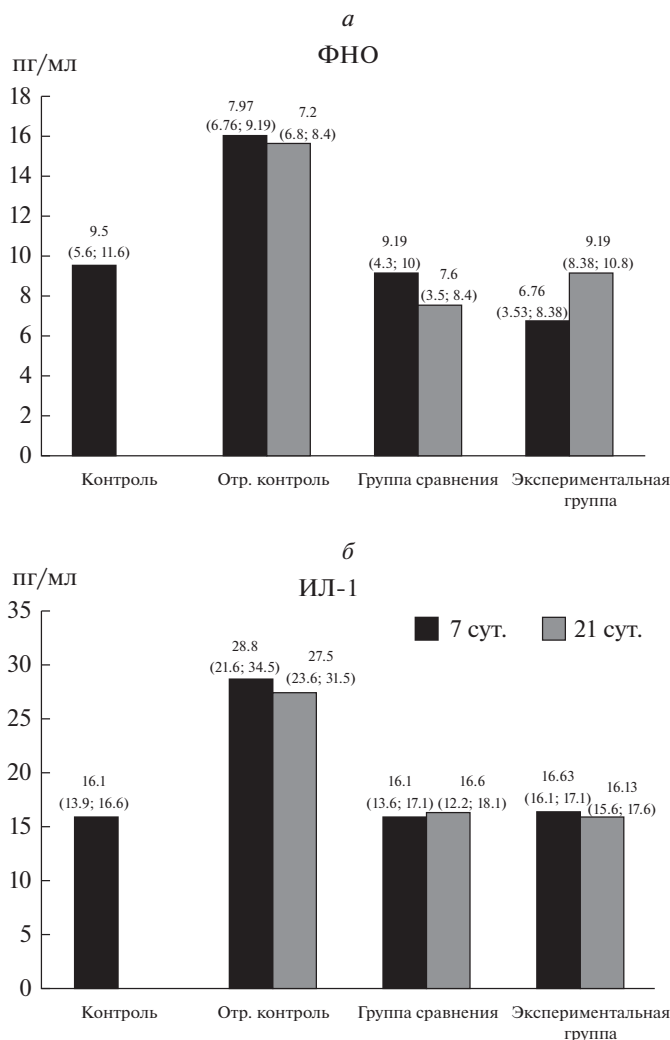 а
ФНО
пг/мл
18
16
14
12
10
8
6
4
2
0
9.5
(5.6; 11.6)
7.97
(6.76; 9.19)
7.2
(6.8; 8.4)
9.19
(4.3; 10)
7.6
(3.5; 8.4)
6.76
(3.53; 8.38)
9.19
(8.38; 10.8)
Контроль
Отр. контроль
Группа сравнения
Экспериментальная
группа
б
ИЛ-1
пг/мл
7 сут.
21 сут.
35
30
25
20
15
10
5
0
16.1
(13.9; 16.6)
28.8
(21.6; 34.5)
27.5
(23.6; 31.5)
16.1
(13.6; 17.1)
16.6
(12.2; 18.1)
16.63
(16.1; 17.1)
16.13
(15.6; 17.6)
Контроль
Отр. контроль
Группа сравнения
Экспериментальная
группа